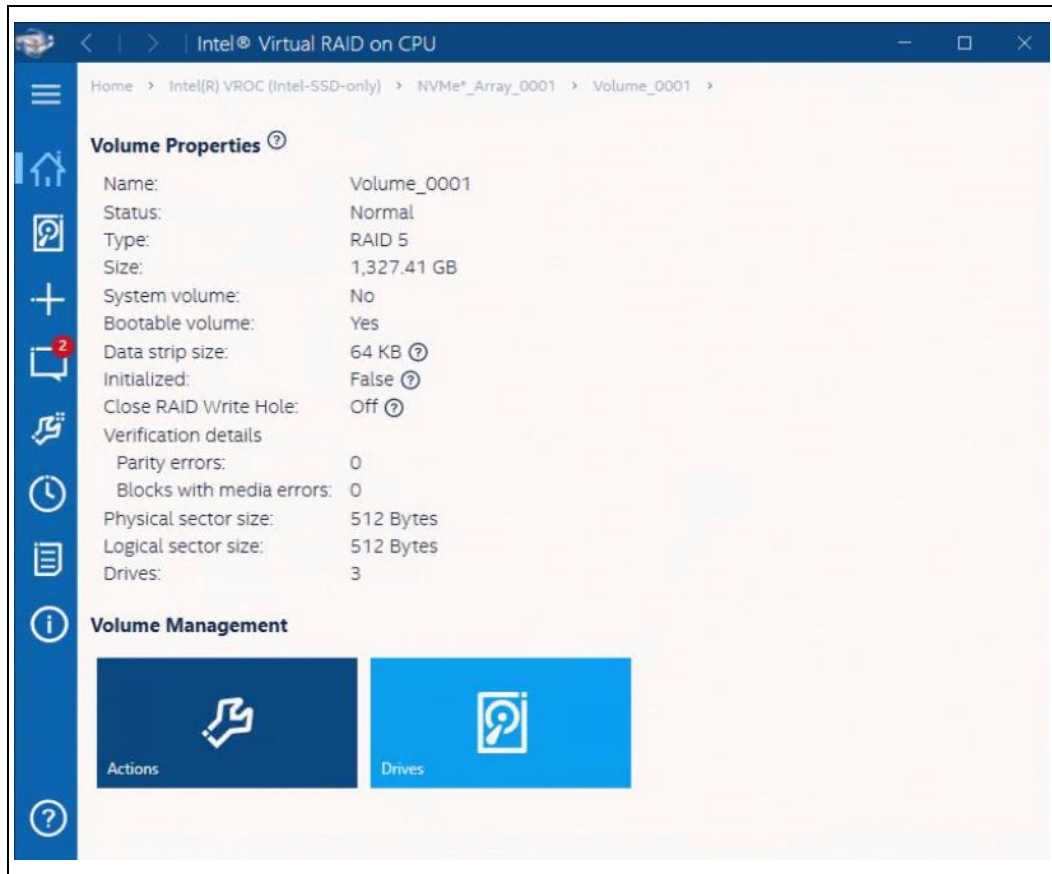 Intel® Virtual RAID on CPU
Home > Intel(R) VROC (Intel-SSD-only) > NVMe*_Array_0001 > Volume_0001 >
Volume Properties ?
Name: Volume_0001
Status: Normal
Type: RAID 5
Size: 1,327.41 GB
System volume: No
Bootable volume: Yes
2
Data strip size: 64 KB ?
Initialized: False ?
Close RAID Write Hole: Off ?
Verification details
Parity errors: 0
Blocks with media errors: 0
Physical sector size: 512 Bytes
Logical sector size: 512 Bytes
Drives: 3
Volume Management
Actions
Drives